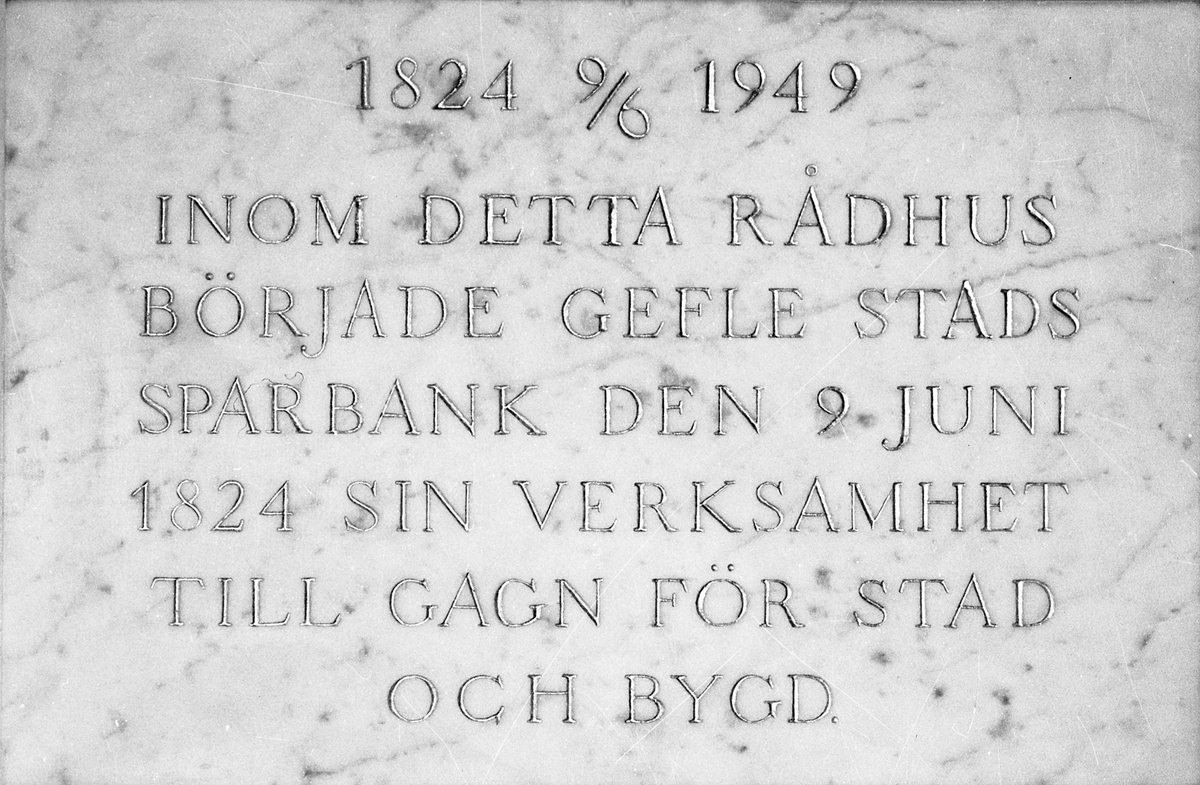 1824 9/6 1949
INOM DETTA RÅDHUS
BÖRJADE GEFLE STADS
SPARBANK DEN 9 JUNI
1824 SIN VERKSAMHET
TILL GAGN FÖR STAD
OCH BYGD.